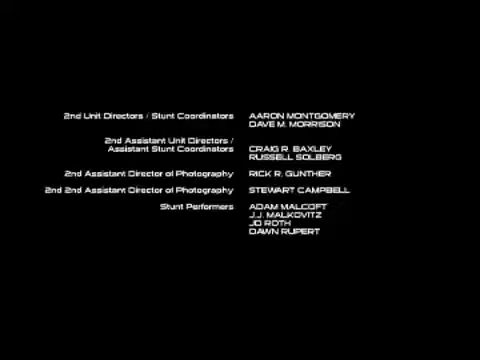 2nd Unit Directors / Stunt Coordinators AARON MONTGOMERY
DAVE M. MORRISON
2nd Assistant Unit Directors /
Assistant Stunt Coordinators CRAIG R. BAXLEY
RUSSELL SOLBERG
2nd Assistant Director of Photography RICK R. GUNTHER
2nd 2nd Assistant Director of Photography STEWART CAMPBELL
Stunt Performers ADAM MALCOFT
J.J. MALKOVITZ
JO ROTH
DAWN RUPERT